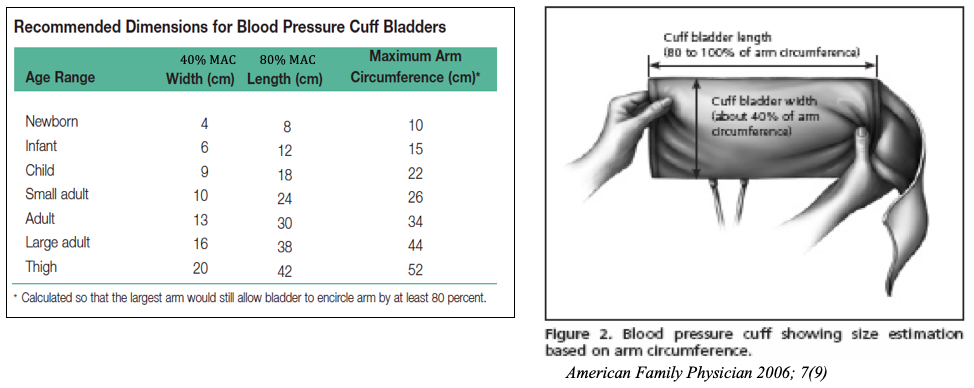 Recommended Dimensions for Blood Pressure Cuff Bladders
Age Range 40% MAC Width (cm) 80% MAC Length (cm) Maximum Arm Circumference (cm)*
Newborn 4 8 10
Infant 6 12 15
Child 9 18 22
Small adult 10 24 26
Adult 13 30 34
Large adult 16 38 44
Thigh 20 42 52
* Calculated so that the largest arm would still allow bladder to encircle arm by at least 80 percent.
Cuff bladder length
(80 to 100% of arm circumference)
Cuff bladder width
(about 40% of arm
circumference)
Figure 2. Blood pressure cuff showing size estimation
based on arm circumference.
American Family Physician 2006; 7(9)